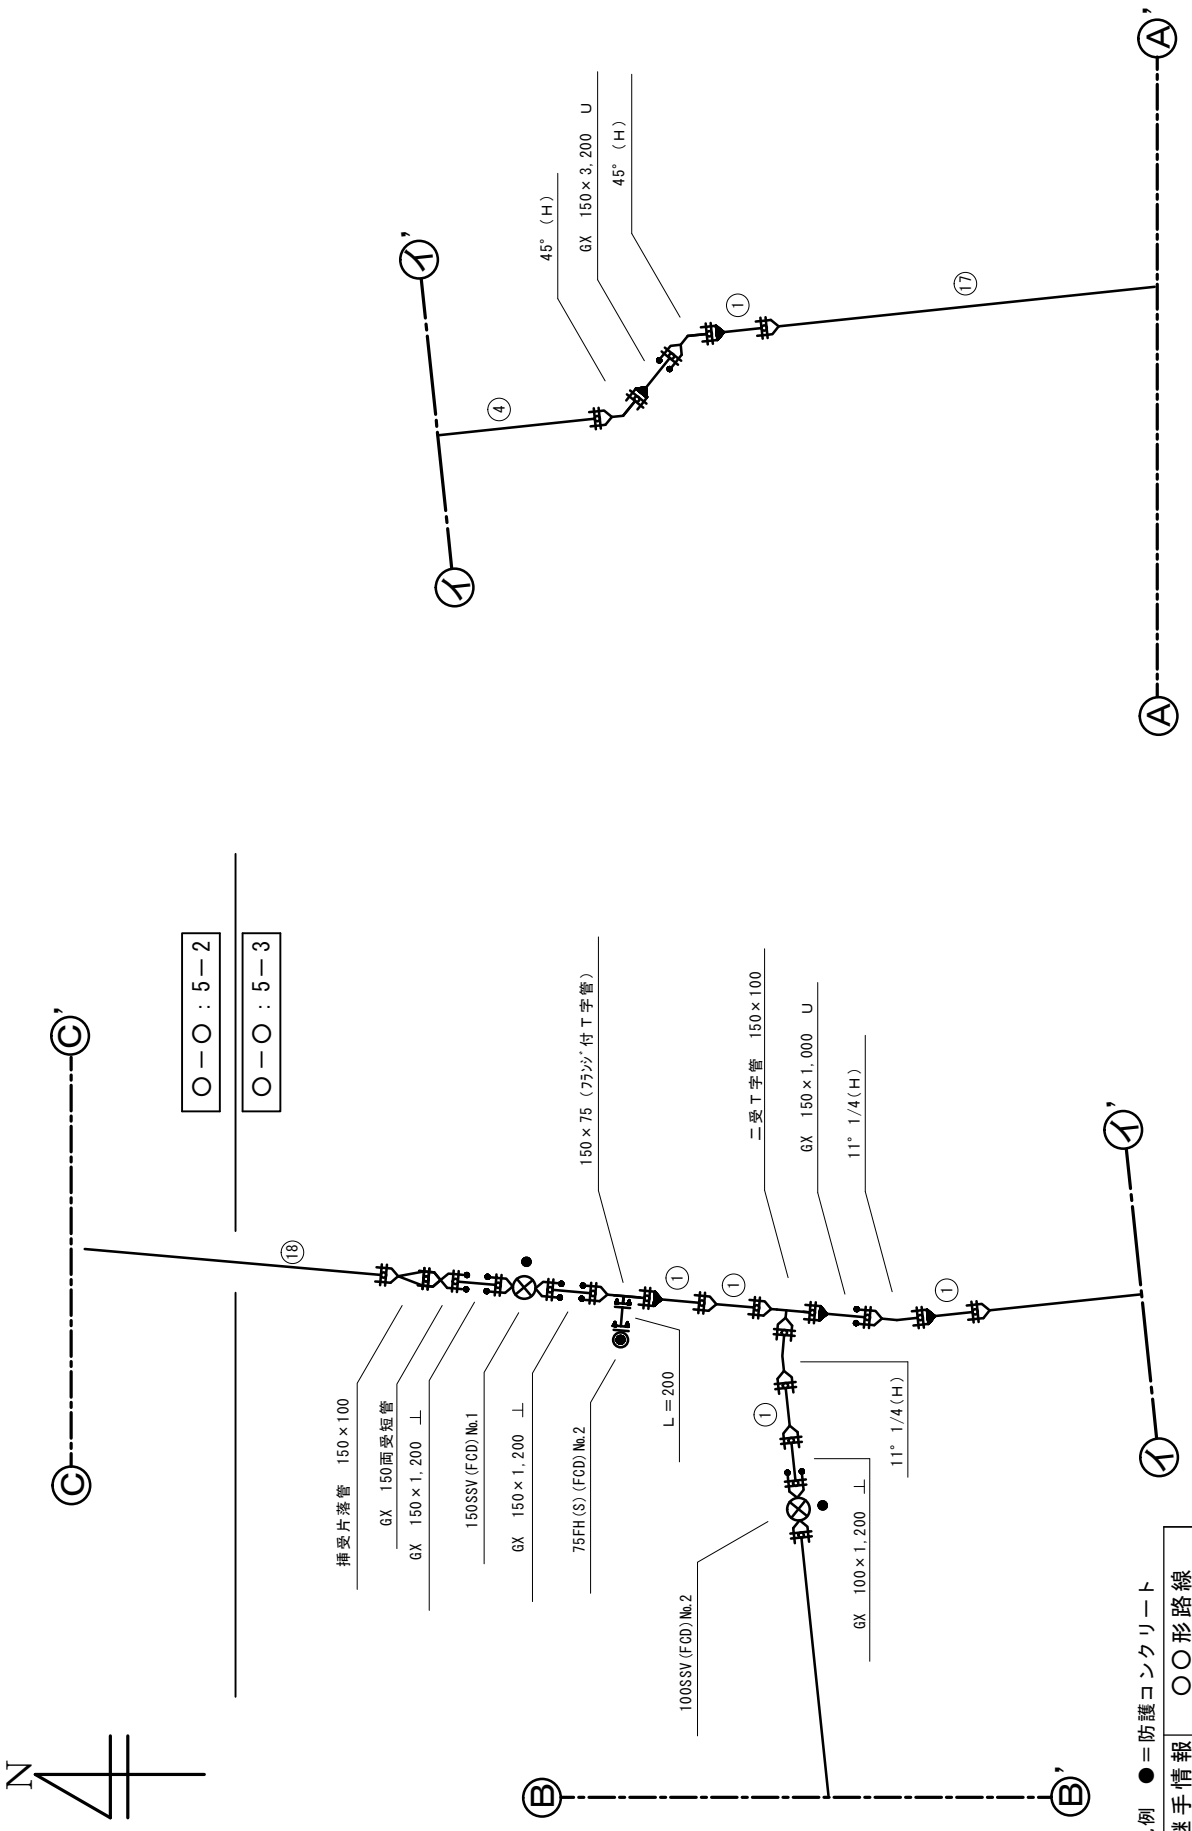 N
C
C'
○－○：５－２
○－○：５－３
⑱
挿受片落管 150×100
GX 150両受短管
GX 150×1,200 ⊥
150SSV(FCD)No.1
GX 150×1,200 ⊥
75FH(S)(FCD)No.2
L＝200
150×75（フランジ付Ｔ字管）
二受Ｔ字管 150×100
GX 150×1,000 U
11° 1/4(H)
①
①
①
①
11° 1/4(H)
GX 100×1,200 ⊥
100SSV(FCD)No.2
B
B'
イ
イ'
イ
イ'
④
45°（H）
GX 150×3,200 U
45°（H）
①
⑰
A
A'
例 ●＝防護コンクリート
継手情報 ○○形路線